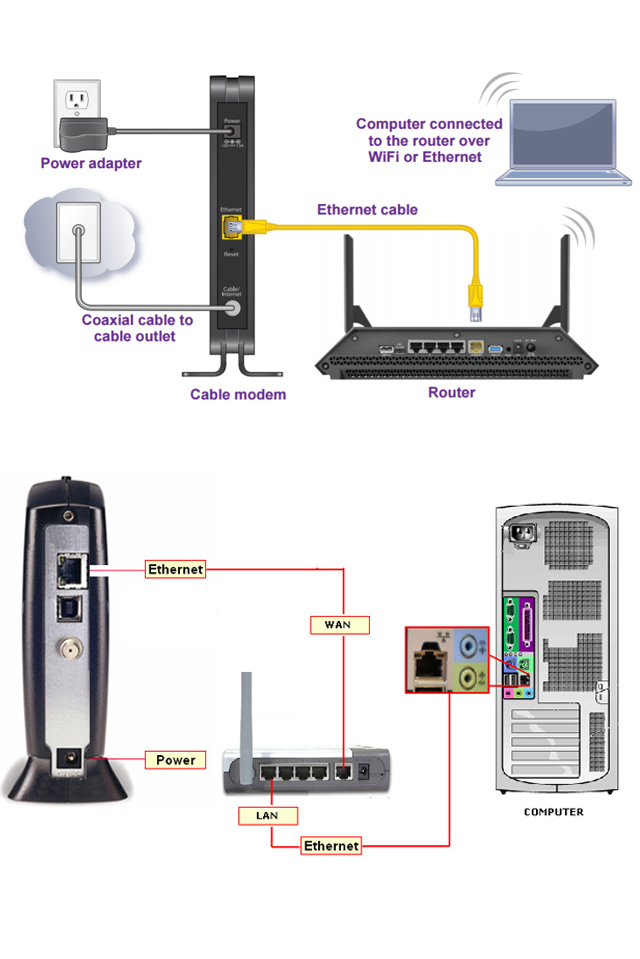 Power
Computer connected
to the router over
WiFi or Ethernet
Power adapter
Ethernet
Ethernet cable
Reset
Cable/
Internet
Coaxial cable to
cable outlet
Cable modem
Router
Ethernet
WAN
Power
LAN
Ethernet
COMPUTER